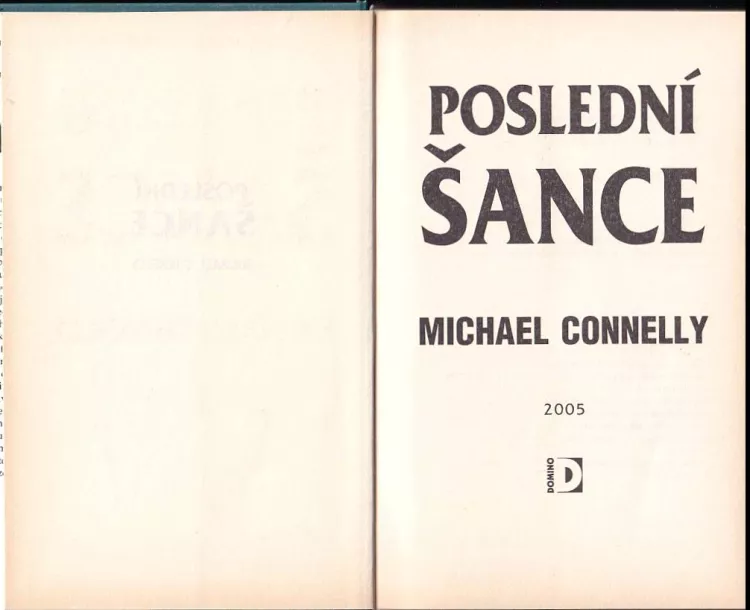 POSLEDNÍ
ŠANCE
MICHAEL CONNELLY
2005
DOMINO
D